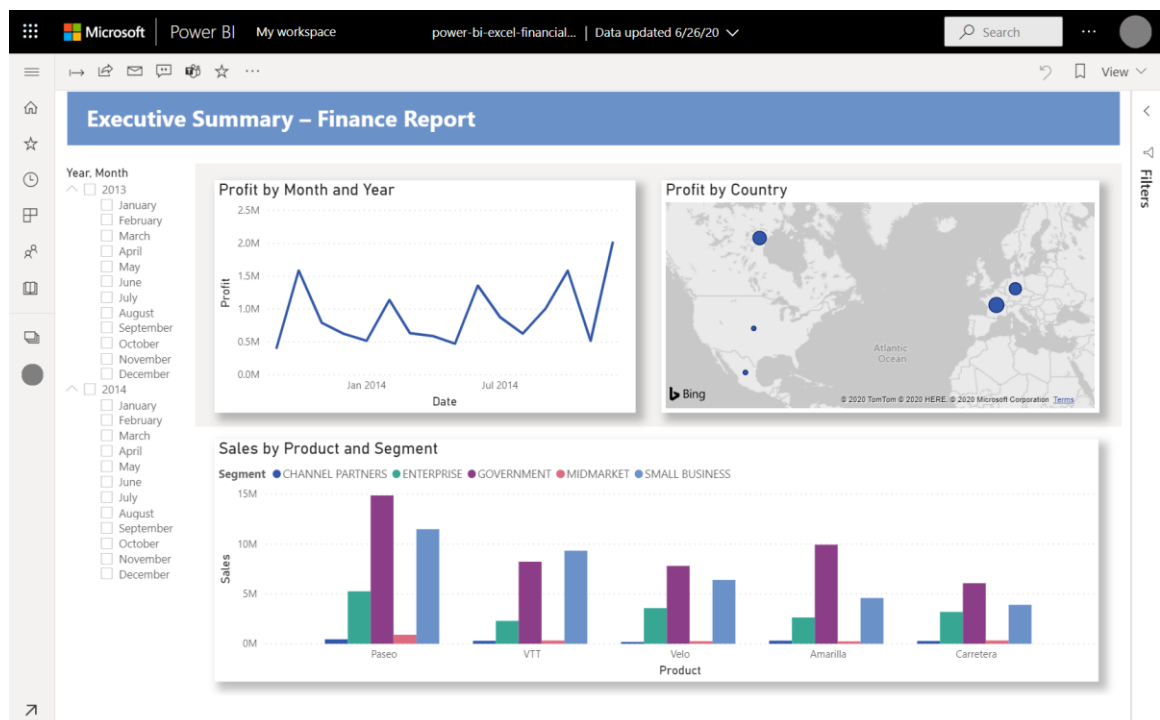 Microsoft Power BI My workspace power-bi-excel-financial... | Data updated 6/26/20 Search ...
View
Executive Summary – Finance Report
Filters
Year, Month
2013
January
February
March
April
May
June
July
August
September
October
November
December
2014
January
February
March
April
May
June
July
August
September
October
November
December
Profit by Month and Year
2.5M
2.0M
1.5M
1.0M
0.5M
0.0M
Profit
Jan 2014 Jul 2014
Date
Profit by Country
Atlantic
Ocean
Bing
© 2020 TomTom © 2020 HERE, © 2020 Microsoft Corporation Terms
Sales by Product and Segment
Segment CHANNEL PARTNERS ENTERPRISE GOVERNMENT MIDMARKET SMALL BUSINESS
15M
10M
5M
0M
Sales
Paseo VTT Velo Amarilla Carretera
Product